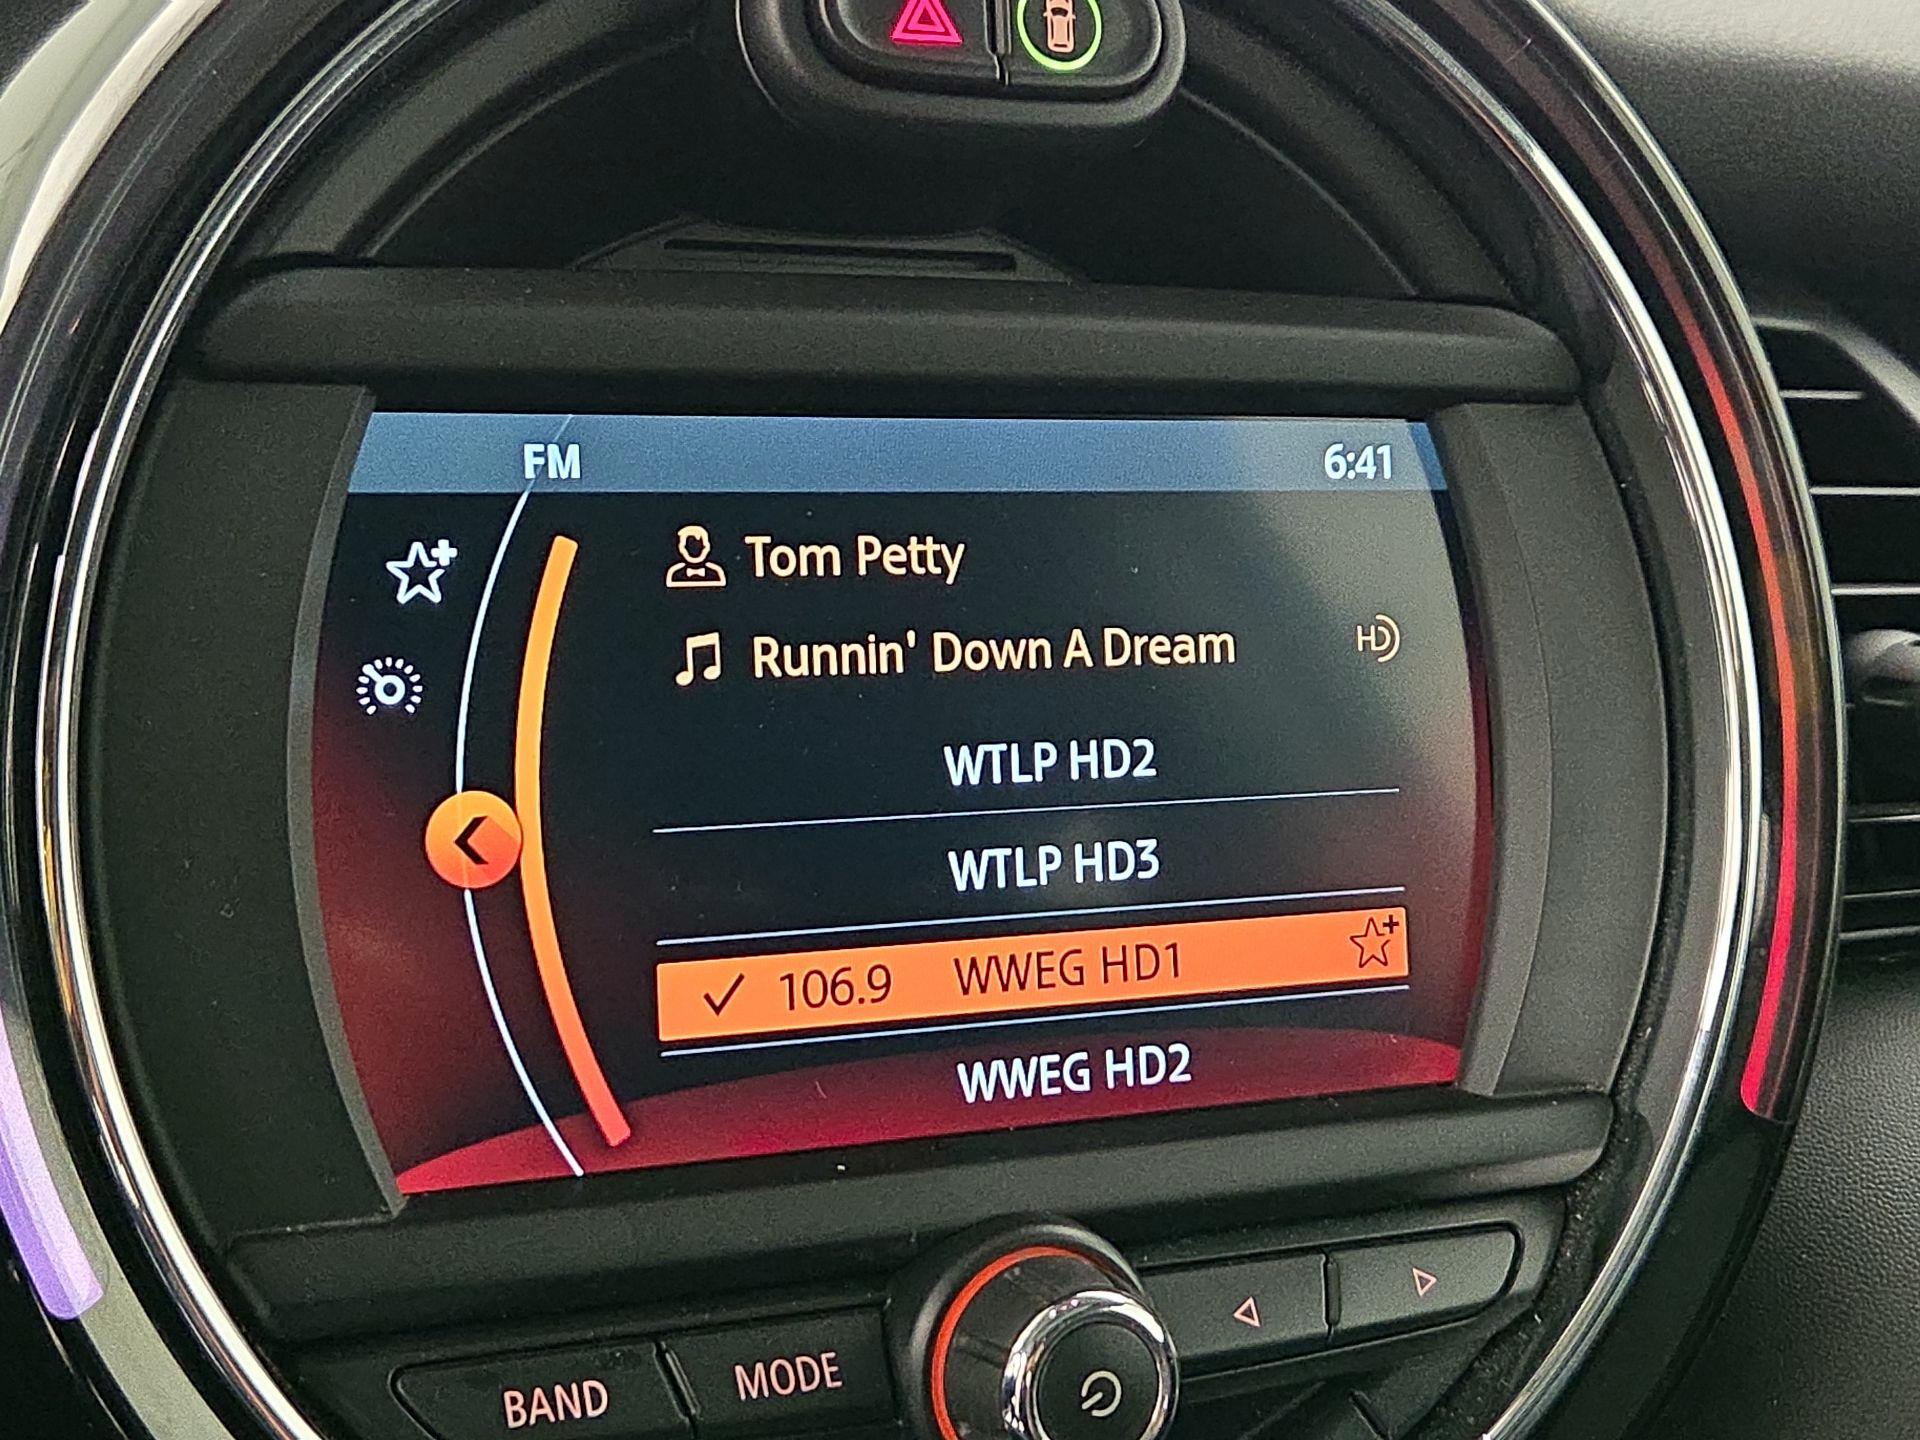 FM 6:41
Tom Petty
Runnin' Down A Dream HD
WTLP HD2
WTLP HD3
106.9 WWEG HD1
WWEG HD2
BAND MODE